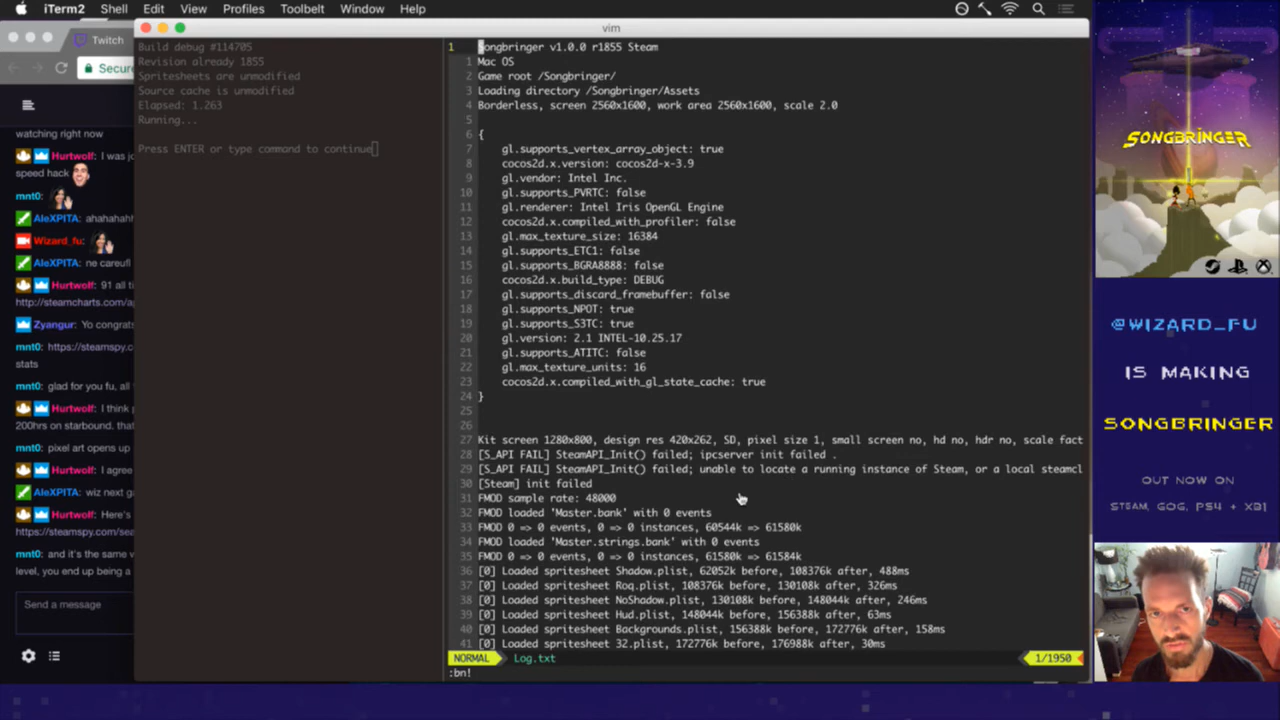 iTerm2 Shell Edit View Profiles Toolbelt Window Help
vim
Twitch
Secure
watching right now
Hurtwolf: I was jo
speed hack
mnt0:
AleXPITA: ahahahahh
Wizard_fu:
AleXPITA: ne careufl
Hurtwolf: 91 all ti
http://steamcharts.com/ap
Zyangur: Yo congrats
mnt0: https://steamspy.co
stats
mnt0: glad for you fu, all
Hurtwolf: I think
200hrs on starbound. tha
mnt0: pixel art opens up
Hurtwolf: I agree
AleXPITA: wiz next ga
Hurtwolf: Here's
https://steamspy.com/sea
mnt0: and it's the same w
level, you end up being a
Send a message
Build debug #114705
Revision already 1855
Spritesheets are unmodified
Source cache is unmodified
Elapsed: 1.263
Running...
Press ENTER or type command to continue
1 Songbringer v1.0.0 r1855 Steam
1 Mac OS
2 Game root /Songbringer/
3 Loading directory /Songbringer/Assets
4 Borderless, screen 2560x1600, work area 2560x1600, scale 2.0
5
6 {
7 gl.supports_vertex_array_object: true
8 cocos2d.x.version: cocos2d-x-3.9
9 gl.vendor: Intel Inc.
10 gl.supports_PVRTC: false
11 gl.renderer: Intel Iris OpenGL Engine
12 cocos2d.x.compiled_with_profiler: false
13 gl.max_texture_size: 16384
14 gl.supports_ETC1: false
15 gl.supports_BGRA8888: false
16 cocos2d.x.build_type: DEBUG
17 gl.supports_discard_framebuffer: false
18 gl.supports_NPOT: true
19 gl.supports_S3TC: true
20 gl.version: 2.1 INTEL-10.25.17
21 gl.supports_ATITC: false
22 gl.max_texture_units: 16
23 cocos2d.x.compiled_with_gl_state_cache: true
24 }
25
26
27 Kit screen 1280x800, design res 420x262, SD, pixel size 1, small screen no, hd no, hdr no, scale fact
28 [S_API FAIL] SteamAPI_Init() failed; ipcserver init failed .
29 [S_API FAIL] SteamAPI_Init() failed; unable to locate a running instance of Steam, or a local steamcl
30 [Steam] init failed
31 FMOD sample rate: 48000
32 FMOD loaded 'Master.bank' with 0 events
33 FMOD 0 => 0 events, 0 => 0 instances, 60544k => 61580k
34 FMOD loaded 'Master.strings.bank' with 0 events
35 FMOD 0 => 0 events, 0 => 0 instances, 61580k => 61584k
36 [0] Loaded spritesheet Shadow.plist, 62052k before, 108376k after, 488ms
37 [0] Loaded spritesheet Roq.plist, 108376k before, 130108k after, 326ms
38 [0] Loaded spritesheet NoShadow.plist, 130108k before, 148044k after, 246ms
39 [0] Loaded spritesheet Hud.plist, 148044k before, 156388k after, 63ms
40 [0] Loaded spritesheet Backgrounds.plist, 156388k before, 172776k after, 158ms
41 [0] Loaded spritesheet 32.plist, 172776k before, 176988k after, 30ms
NORMAL Log.txt 1/1950
:bn!
SONGBRINGER
@WIZARD_FU
IS MAKING
SONGBRINGER
OUT NOW ON
STEAM, GOG, PS4 + XB1